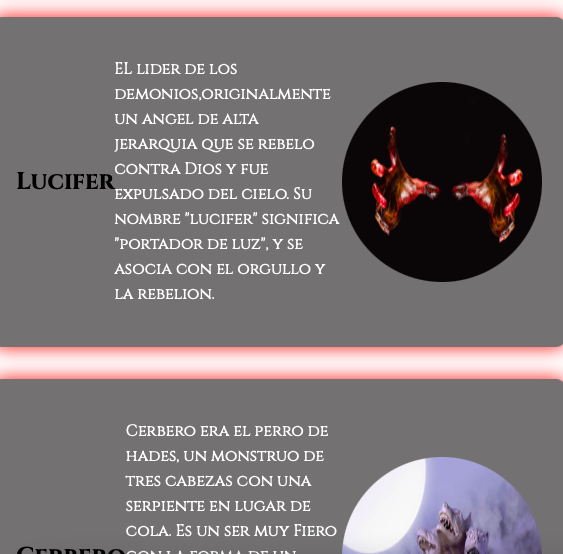 Lucifer
El lider de los
demonios,originalmente
un angel de alta
jerarquia que se rebelo
contra Dios y fue
expulsado del cielo. Su
nombre "lucifer" significa
"portador de luz", y se
asocia con el orgullo y
la rebelion.
Cerbero
Cerbero era el perro de
hades, un monstruo de
tres cabezas con una
serpiente en lugar de
cola. Es un ser muy Fiero
con la forma de un